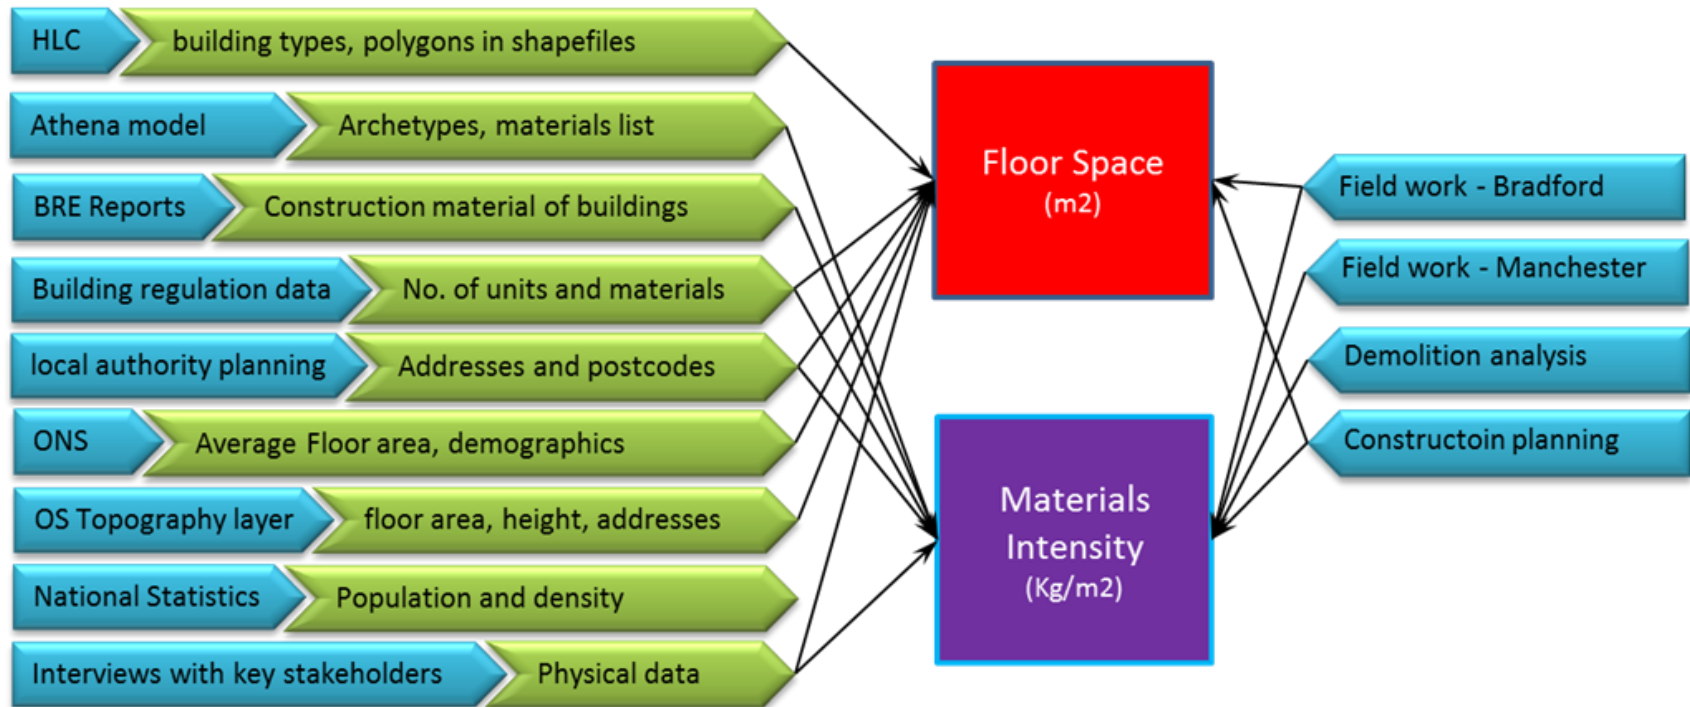 HLC
building types, polygons in shapefiles
Athena model
Archetypes, materials list
BRE Reports
Construction material of buildings
Building regulation data
No. of units and materials
local authority planning
Addresses and postcodes
ONS
Average Floor area, demographics
OS Topography layer
floor area, height, addresses
National Statistics
Population and density
Interviews with key stakeholders
Physical data
Floor Space
(m2)
Materials
Intensity
(Kg/m2)
Field work - Bradford
Field work - Manchester
Demolition analysis
Constructoin planning